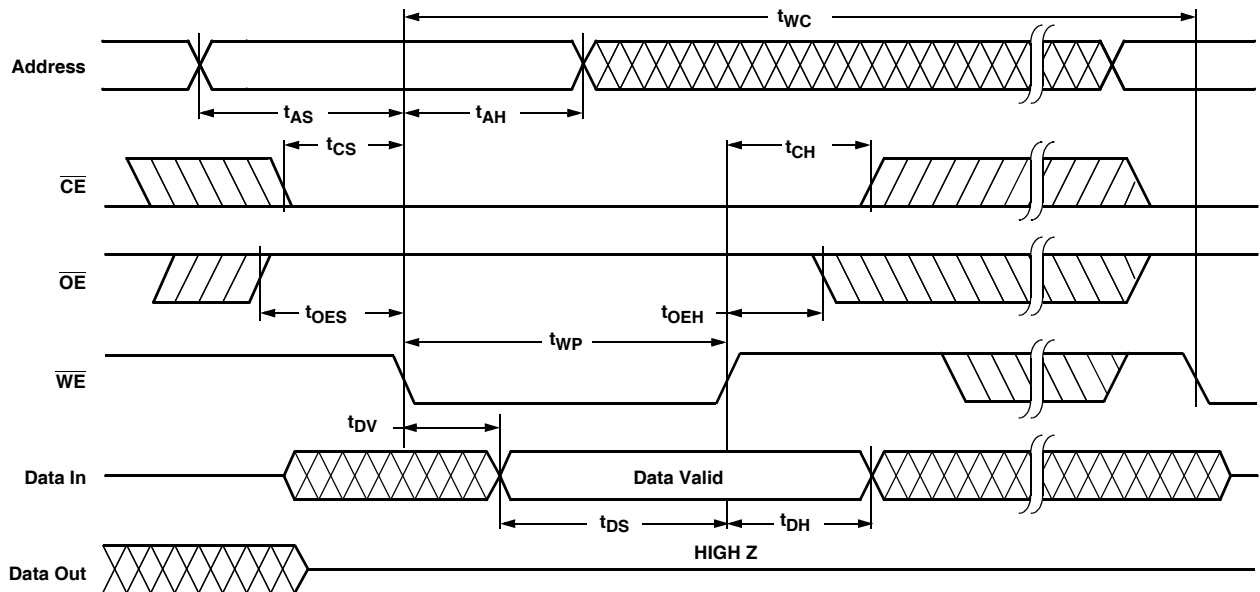 tWC
Address
tAS
tAH
tCS
tCH
CE
OE
tOES
tOEH
tWP
WE
tDV
Data In
Data Valid
tDS
tDH
HIGH Z
Data Out